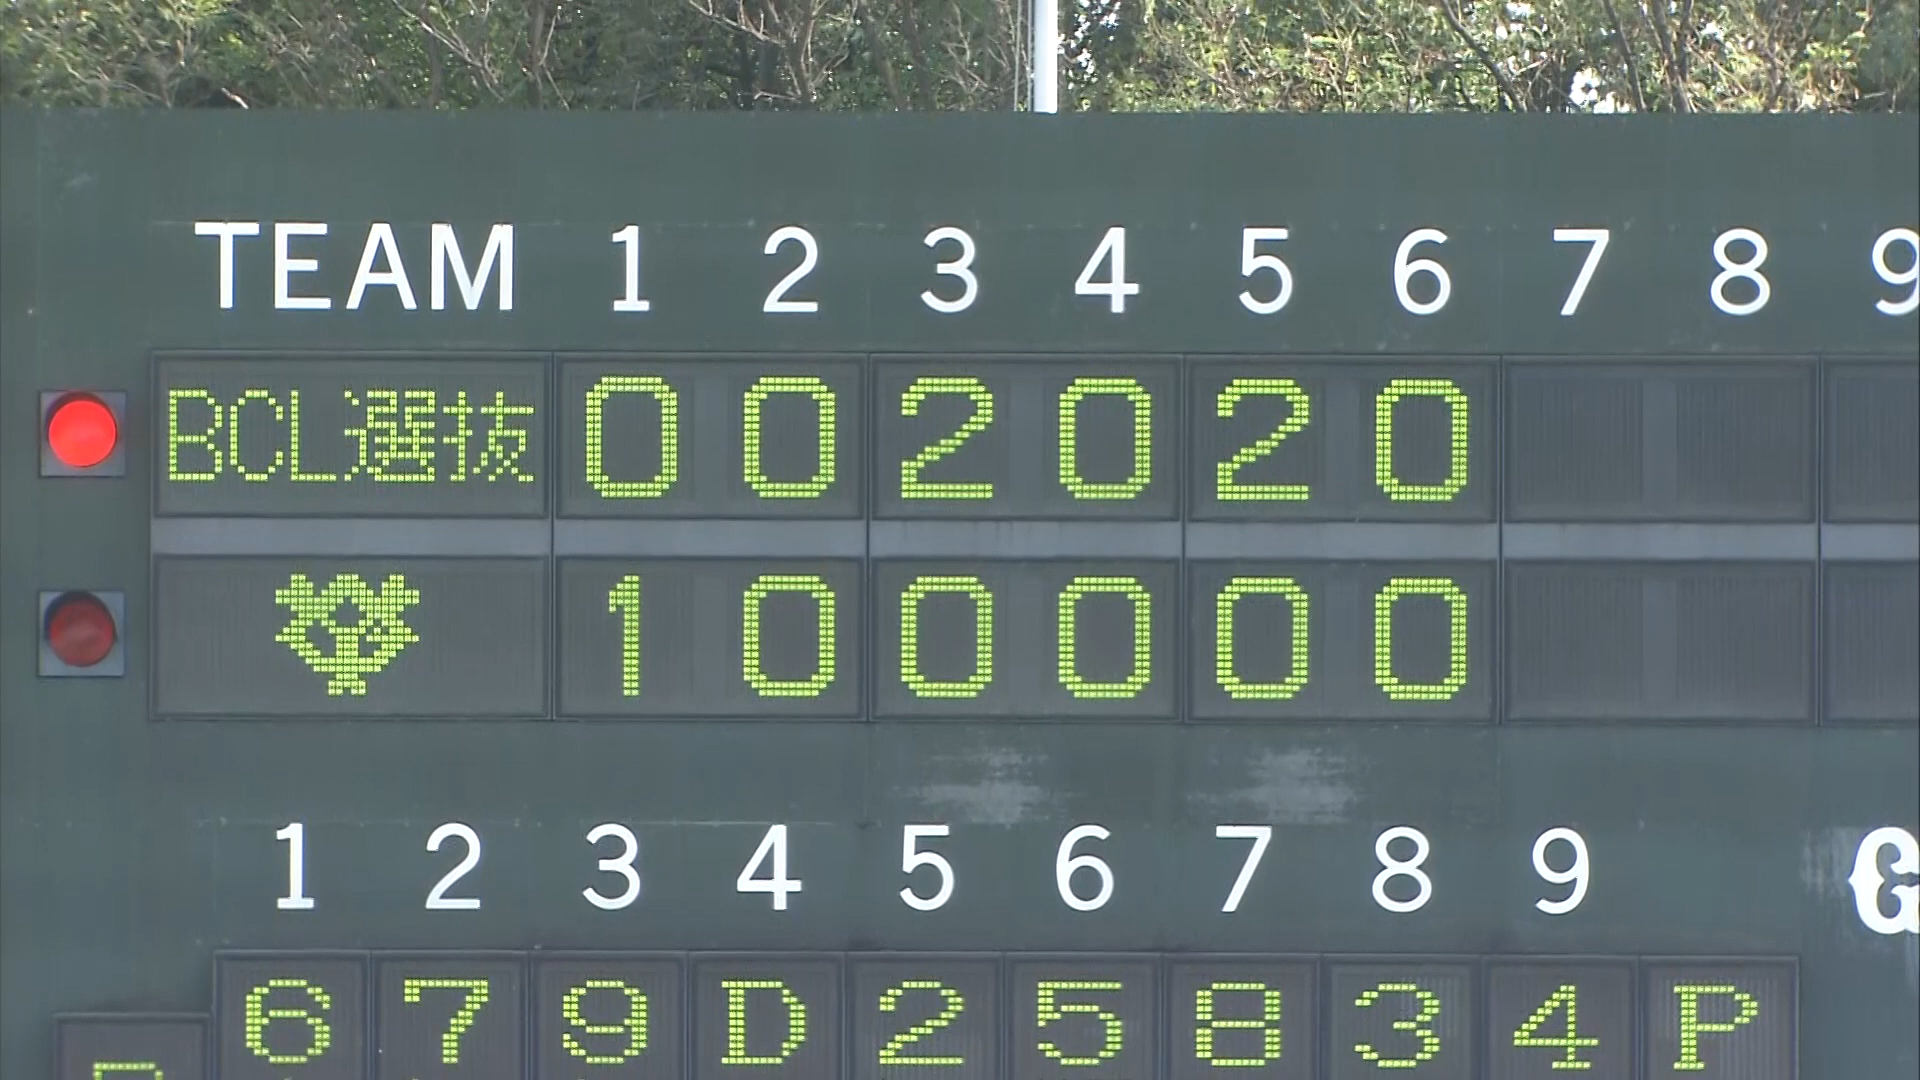 TEAM 1 2 3 4 5 6 7 8 9
BCL選抜 0 0 2 0 2 0
1 0 0 0 0 0
1 2 3 4 5 6 7 8 9 G
6 7 9 D 2 5 8 3 4 P